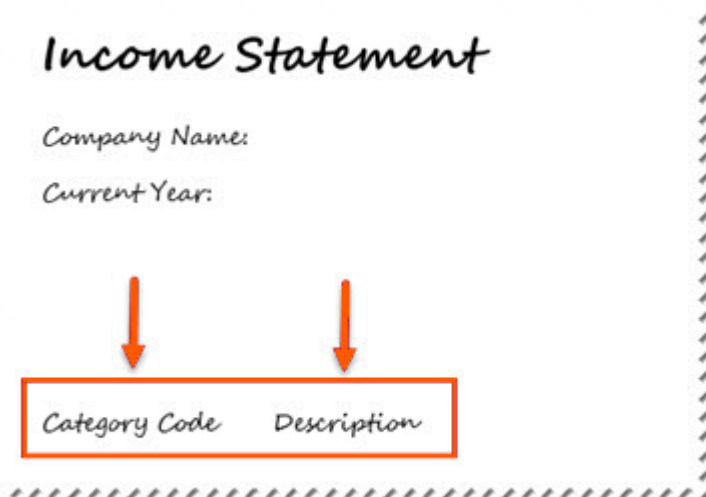 Income Statement
Company Name:
Current Year:
Category Code Description